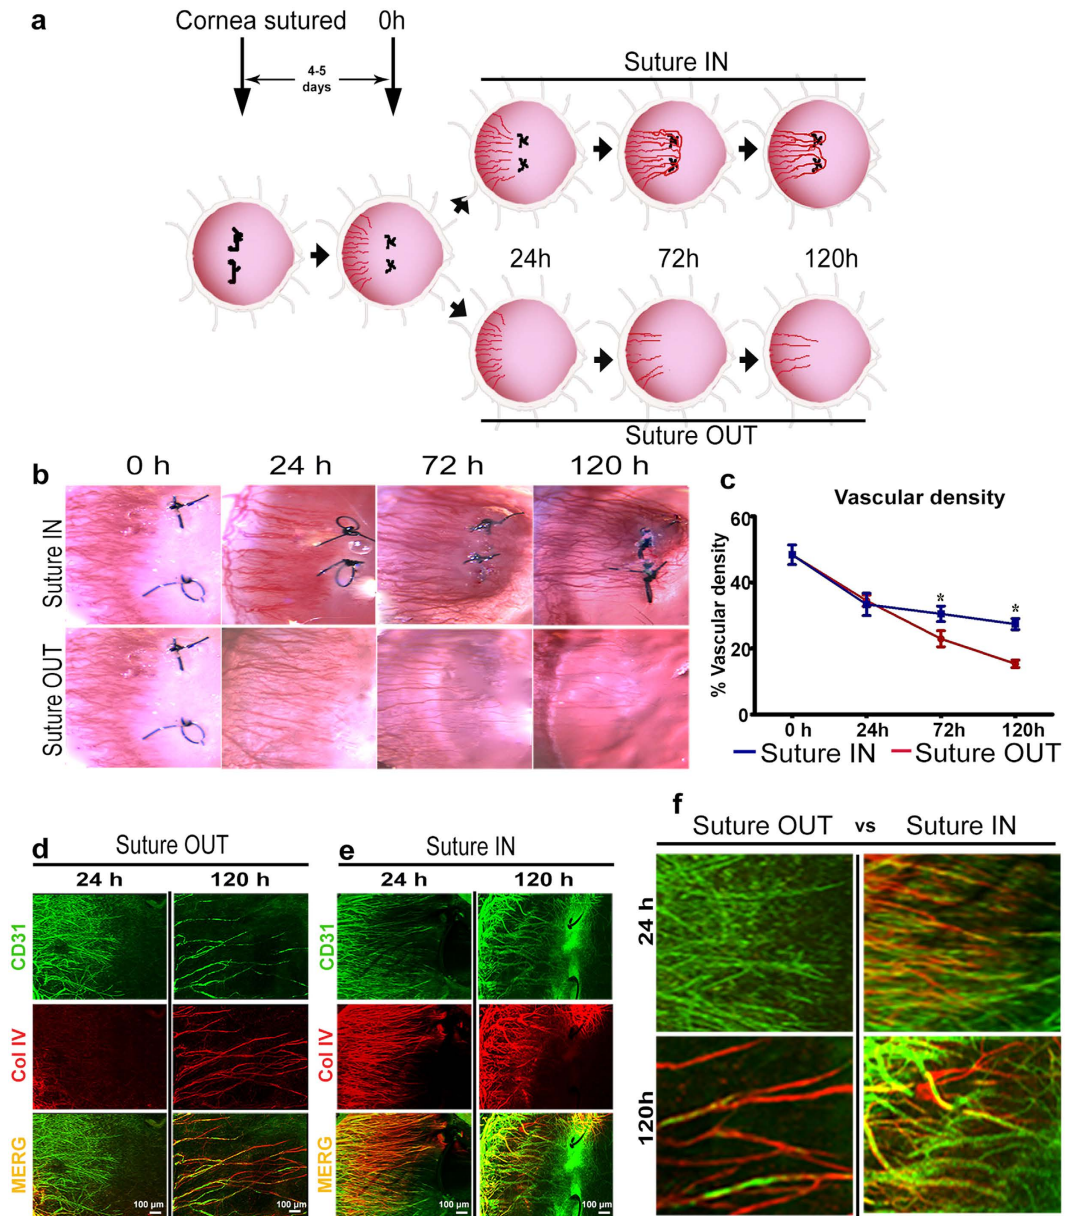 a
Cornea sutured
0h
4-5
days
Suture IN
24h
72h
120h
Suture OUT
b
0 h
24 h
72 h
120 h
Suture IN
Suture OUT
c
Vascular density
% Vascular density
60
40
20
0
*
*
0 h
24h
72h
120h
Suture IN
Suture OUT
d
Suture OUT
24 h
120 h
CD31
Col IV
MERG
100 µm
100 µm
e
Suture IN
24 h
120 h
CD31
Col IV
MERG
100 µm
100 µm
f
Suture OUT vs Suture IN
24 h
120h